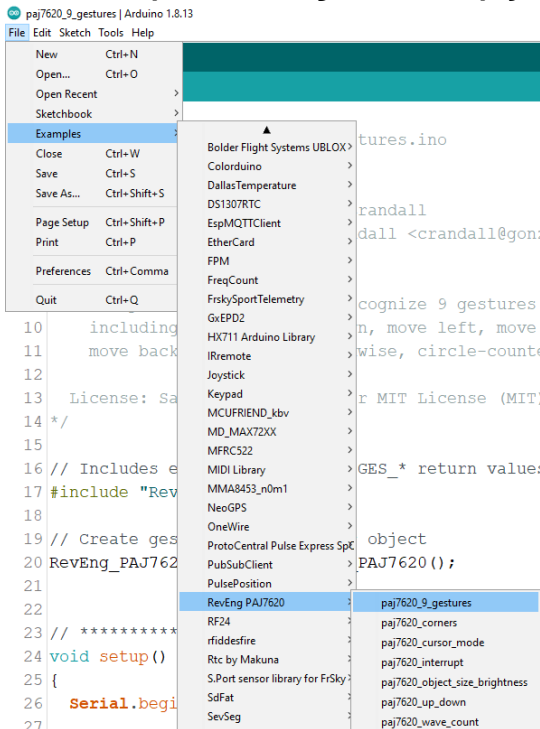 paj7620_9_gestures | Arduino 1.8.13
File Edit Sketch Tools Help
New Ctrl+N
Open... Ctrl+O
Open Recent
Sketchbook
Examples
Close Ctrl+W
Save Ctrl+S
Save As... Ctrl+Shift+S
Page Setup Ctrl+Shift+P
Print Ctrl+P
Preferences Ctrl+Comma
Quit Ctrl+Q
Bolder Flight Systems UBLOX
Colorduino
DallasTemperature
DS1307RTC
EspMQTTClient
EtherCard
FPM
FreqCount
FrskySportTelemetry
GxEPD2
HX711 Arduino Library
IRremote
Joystick
Keypad
MCUFRIEND_kbv
MD_MAX72XX
MFRC522
MIDI Library
MMA8453_n0m1
NeoGPS
OneWire
ProtoCentral Pulse Express Sp
PubSubClient
PulsePosition
RevEng PAJ7620
RF24
rfiddesfire
Rtc by Makuna
S.Port sensor library for FrSky
SdFat
SevSeg
paj7620_9_gestures
paj7620_corners
paj7620_cursor_mode
paj7620_interrupt
paj7620_object_size_brightness
paj7620_up_down
paj7620_wave_count
tures.ino
randall
dall <crandall@gon
cognize 9 gestures
10 including n, move left, move
11 move back wise, circle-counte
12
13 License: Sa r MIT License (MIT)
14 */
15
16 // Includes e GES_* return values
17 #include "Rev
18
19 // Create ges object
20 RevEng_PAJ762 PAJ7620();
21
22
23 // **********
24 void setup()
25 {
26 Serial.begi
27